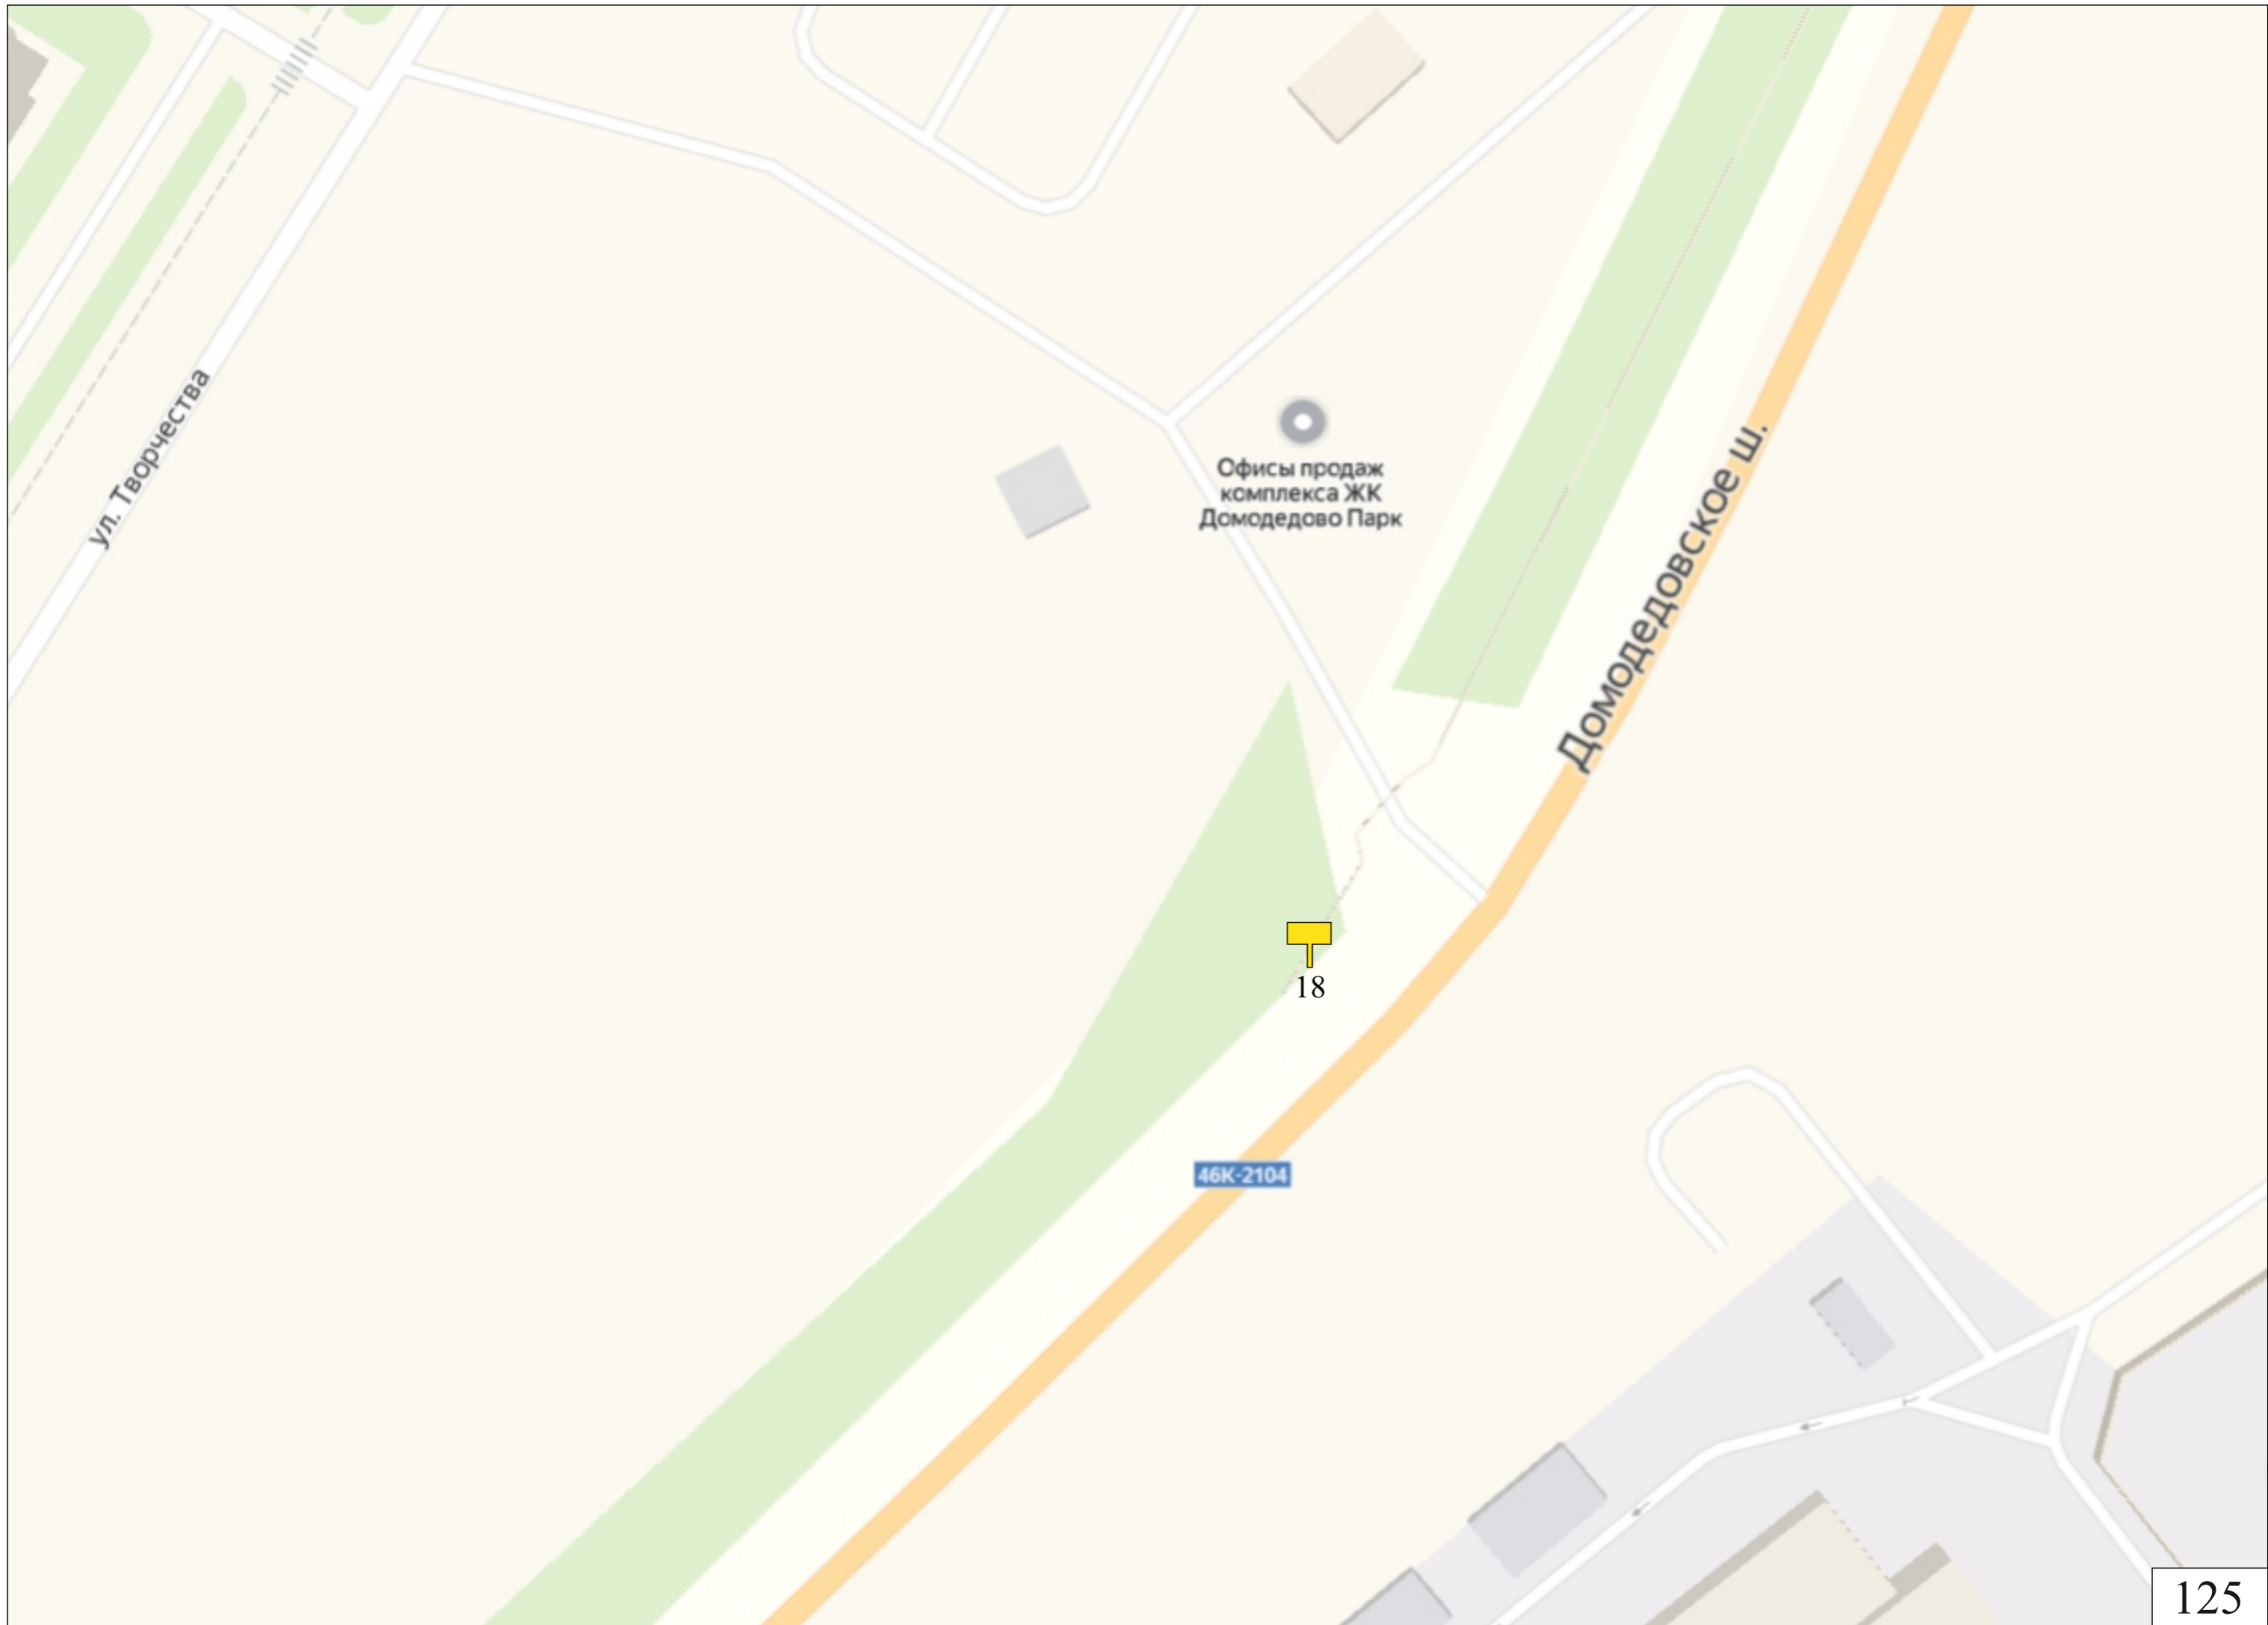 ул. Творчества
Офисы продаж
комплекса ЖК
Домодедово Парк
Домодедовское ш.
18
46К-2104
125